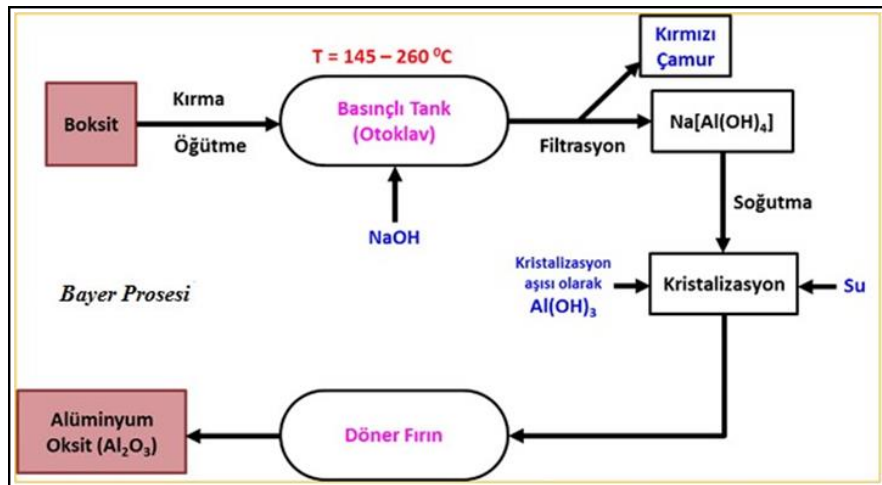 T = 145 – 260 ⁰C
Kırmızı
Çamur
Boksit
Kırma
Öğütme
Basınçlı Tank
(Otoklav)
Filtrasyon
Na[Al(OH)₄]
NaOH
Soğutma
Bayer Prosesi
Kristalizasyon
aşısı olarak
Al(OH)₃
Kristalizasyon
Su
Alüminyum
Oksit (Al₂O₃)
Döner Fırın